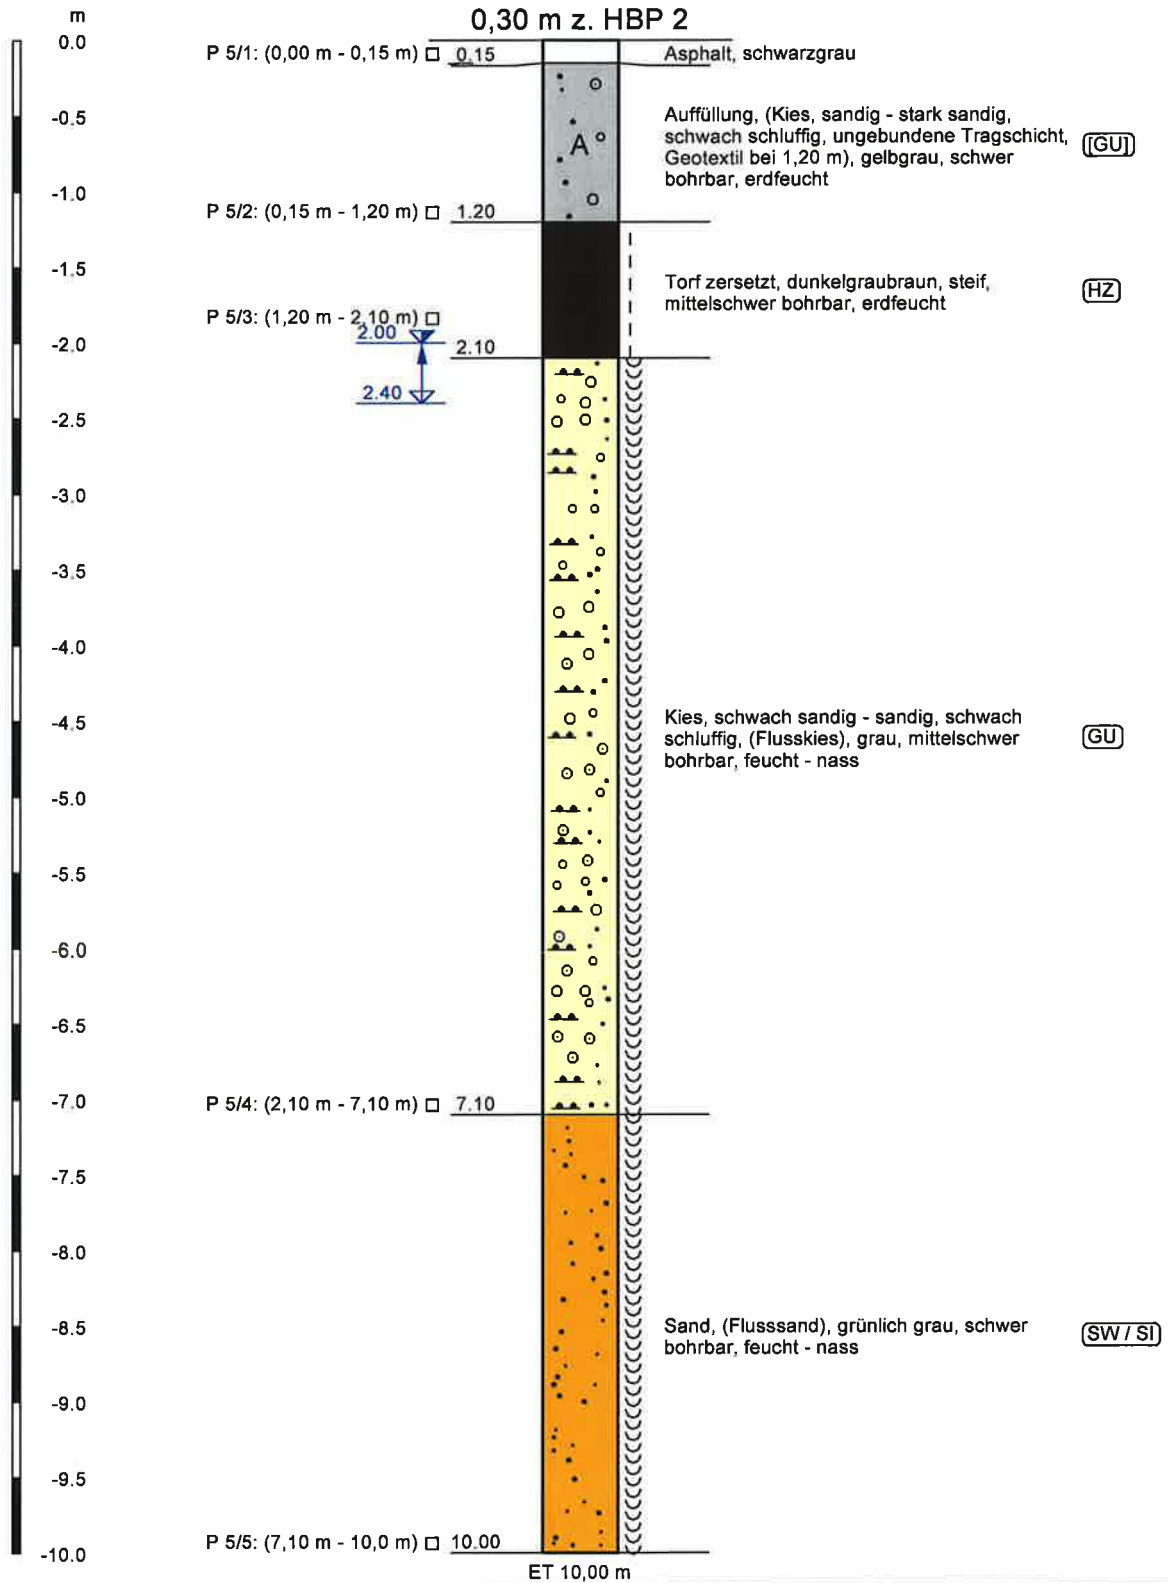 m
0,30 m z. HBP 2
0.0
P 5/1: (0,00 m - 0,15 m)
0.15
Asphalt, schwarzgrau
-0.5
Auffüllung, (Kies, sandig - stark sandig,
schwach schluffig, ungebundene Tragschicht,
Geotextil bei 1,20 m), gelbgrau, schwer
bohrbar, erdfeucht
[GU]
A
-1.0
P 5/2: (0,15 m - 1,20 m)
1.20
-1.5
Torf zersetzt, dunkelgraubraun, steif,
mittelschwer bohrbar, erdfeucht
HZ
P 5/3: (1,20 m - 2,10 m)
2.00
-2.0
2.10
2.40
-2.5
-3.0
-3.5
-4.0
-4.5
Kies, schwach sandig - sandig, schwach
schluffig, (Flusskies), grau, mittelschwer
bohrbar, feucht - nass
GU
-5.0
-5.5
-6.0
-6.5
-7.0
P 5/4: (2,10 m - 7,10 m)
7.10
-7.5
-8.0
-8.5
Sand, (Flusssand), grünlich grau, schwer
bohrbar, feucht - nass
SW / SI
-9.0
-9.5
P 5/5: (7,10 m - 10,0 m)
10.00
-10.0
ET 10,00 m